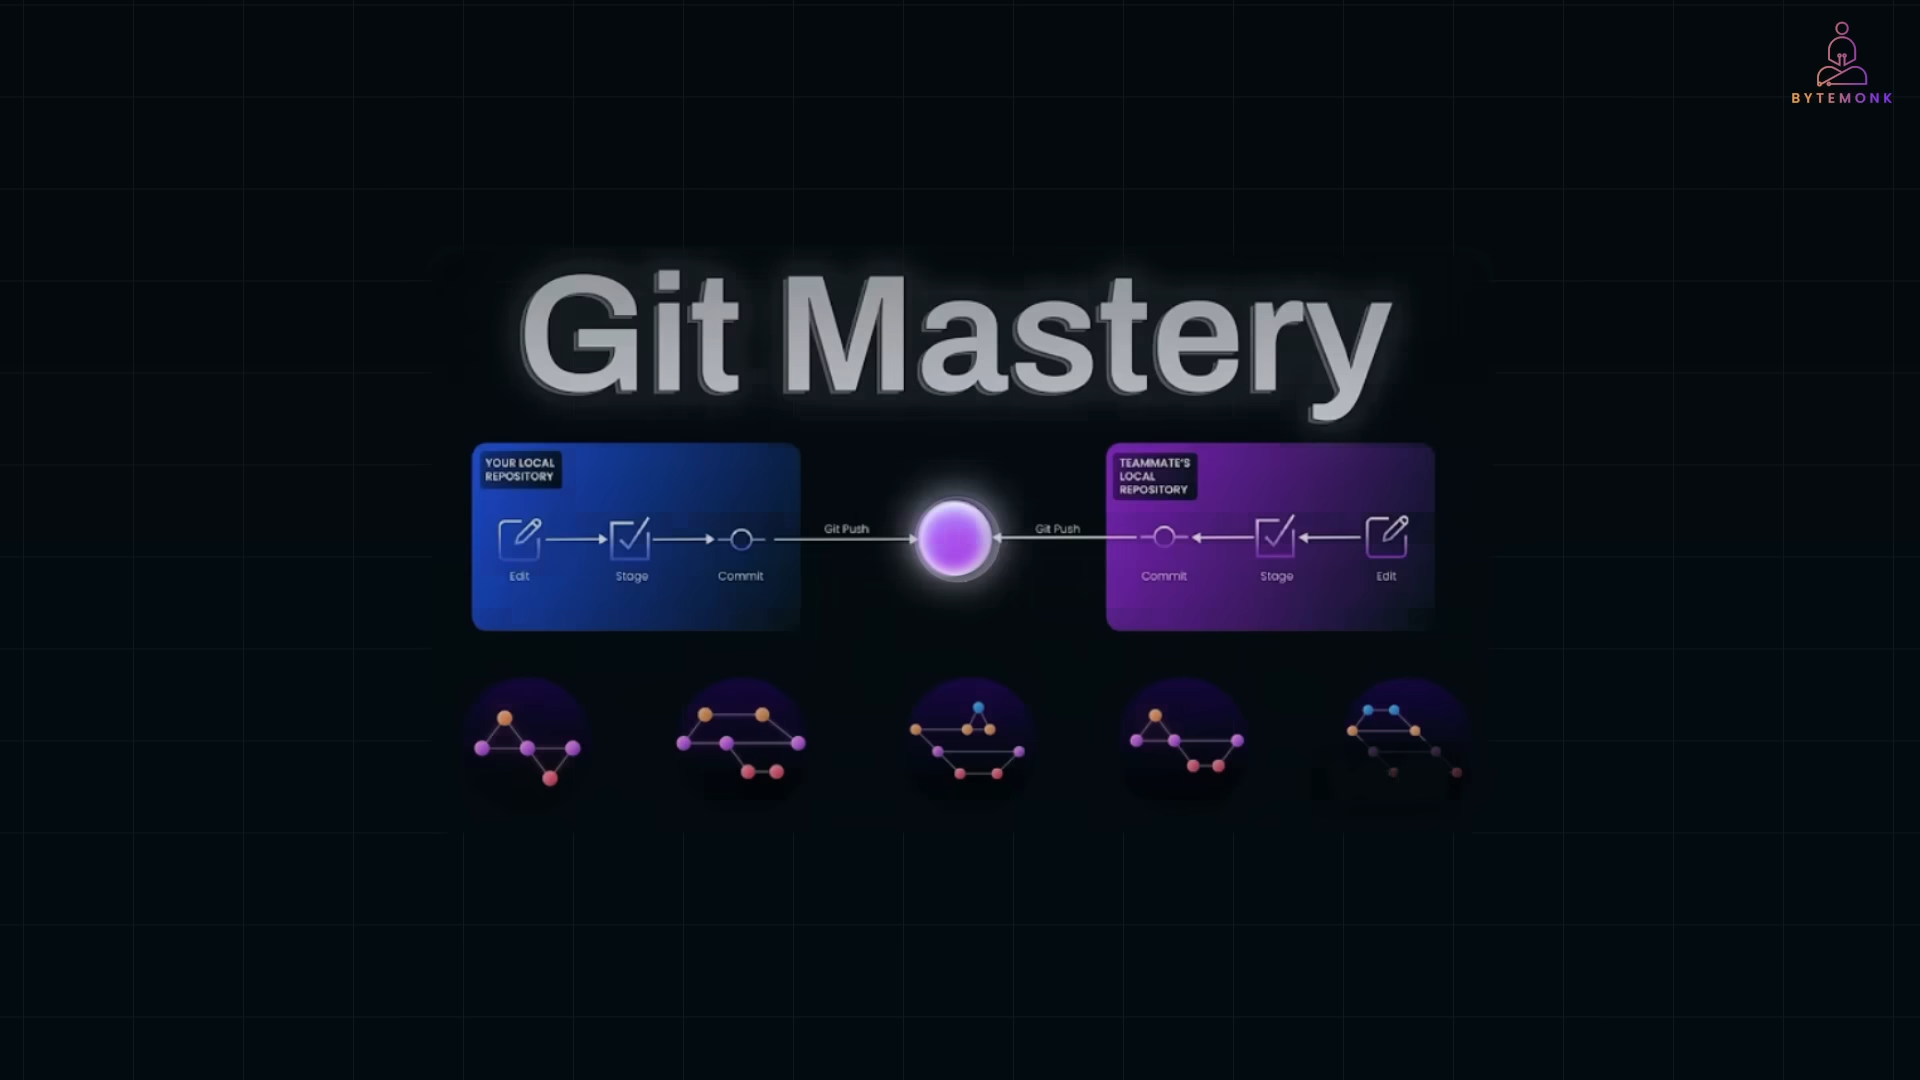 BYTEMONK
Git Mastery
YOUR LOCAL
REPOSITORY
Edit
Stage
Commit
Git Push
Git Push
TEAMMATE'S
LOCAL
REPOSITORY
Commit
Stage
Edit